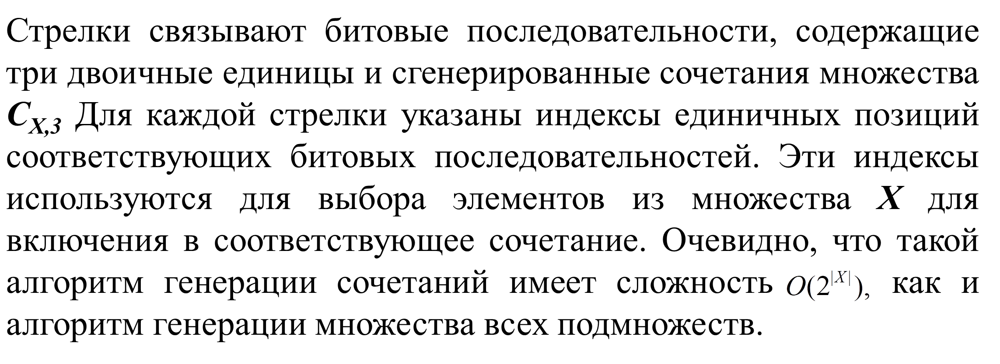 Стрелки связывают битовые последовательности, содержащие
три двоичные единицы и сгенерированные сочетания множества
C_{X,3} Для каждой стрелки указаны индексы единичных позиций
соответствующих битовых последовательностей. Эти индексы
используются для выбора элементов из множества X для
включения в соответствующее сочетание. Очевидно, что такой
алгоритм генерации сочетаний имеет сложность O(2^{|X|}), как и
алгоритм генерации множества всех подмножеств.